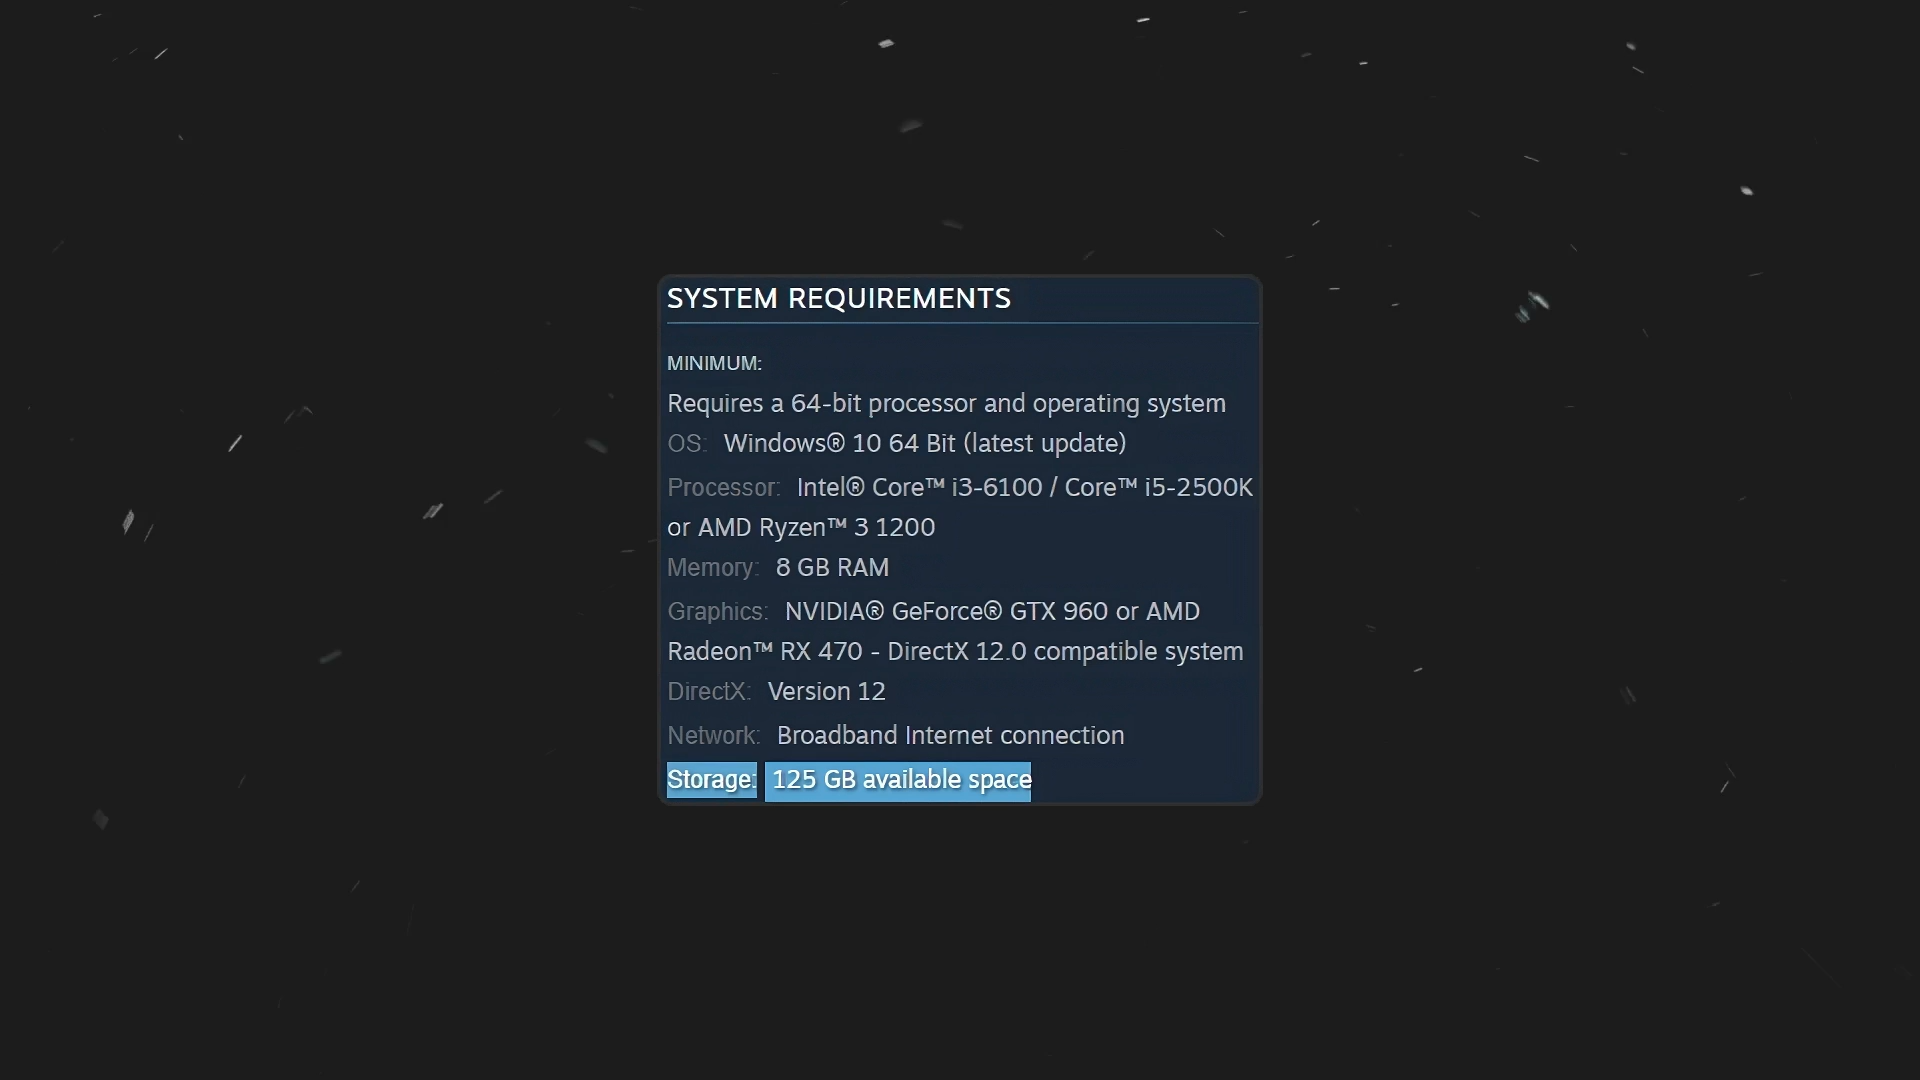 SYSTEM REQUIREMENTS
MINIMUM:
Requires a 64-bit processor and operating system
OS: Windows® 10 64 Bit (latest update)
Processor: Intel® Core™ i3-6100 / Core™ i5-2500K
or AMD Ryzen™ 3 1200
Memory: 8 GB RAM
Graphics: NVIDIA® GeForce® GTX 960 or AMD
Radeon™ RX 470 - DirectX 12.0 compatible system
DirectX: Version 12
Network: Broadband Internet connection
Storage: 125 GB available space